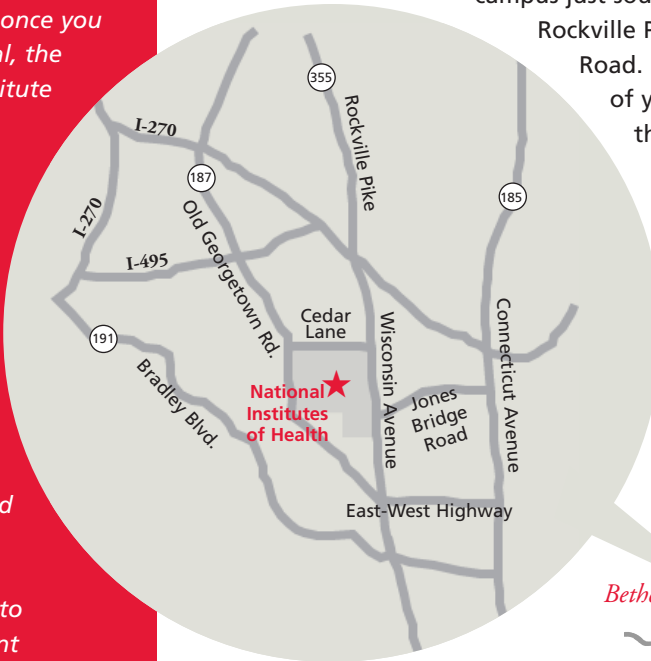 once you
al, the
itute
d
to
nt
campus just sou
Rockville P
Road.
of y
th
355
I-270
Rockville Pike
187
185
I-270
Old Georgetown Rd.
I-495
Cedar
Lane
Connecticut Avenue
191
Wisconsin Avenue
Bradley Blvd.
National
Institutes
of Health
Jones
Bridge
Road
East-West Highway
Bethe